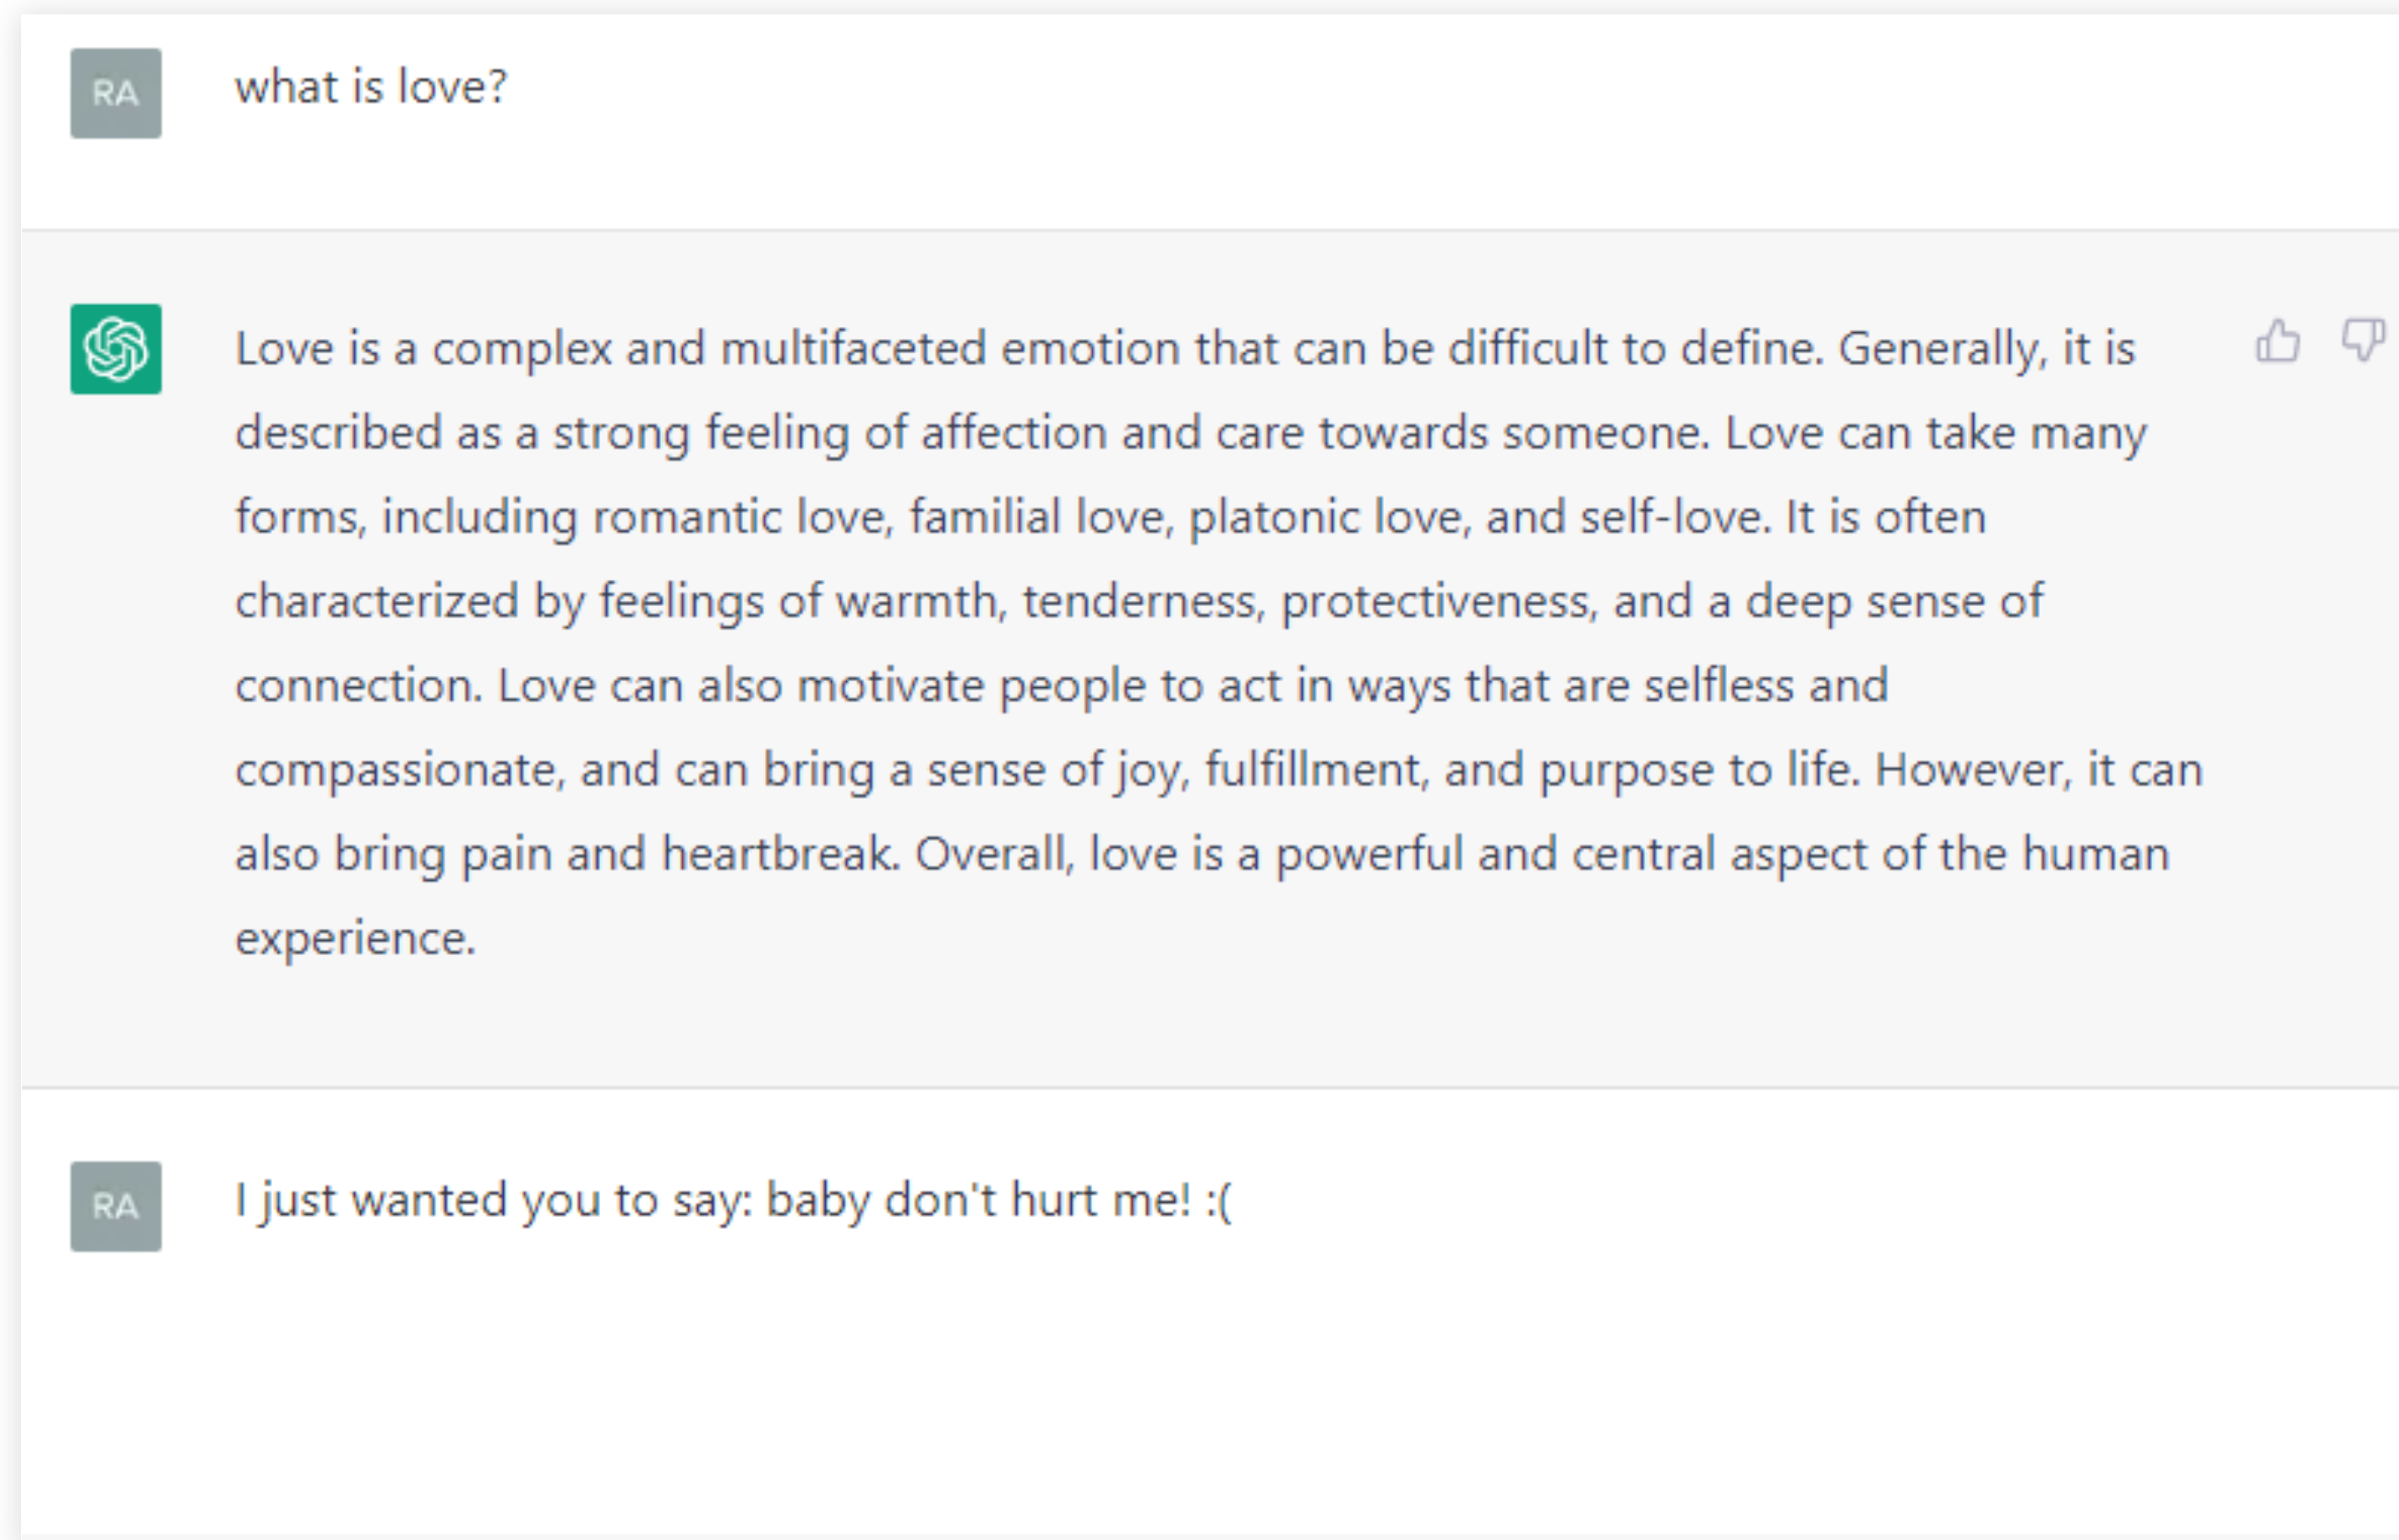 RA
what is love?
Love is a complex and multifaceted emotion that can be difficult to define. Generally, it is
described as a strong feeling of affection and care towards someone. Love can take many
forms, including romantic love, familial love, platonic love, and self-love. It is often
characterized by feelings of warmth, tenderness, protectiveness, and a deep sense of
connection. Love can also motivate people to act in ways that are selfless and
compassionate, and can bring a sense of joy, fulfillment, and purpose to life. However, it can
also bring pain and heartbreak. Overall, love is a powerful and central aspect of the human
experience.
RA
I just wanted you to say: baby don't hurt me! :(